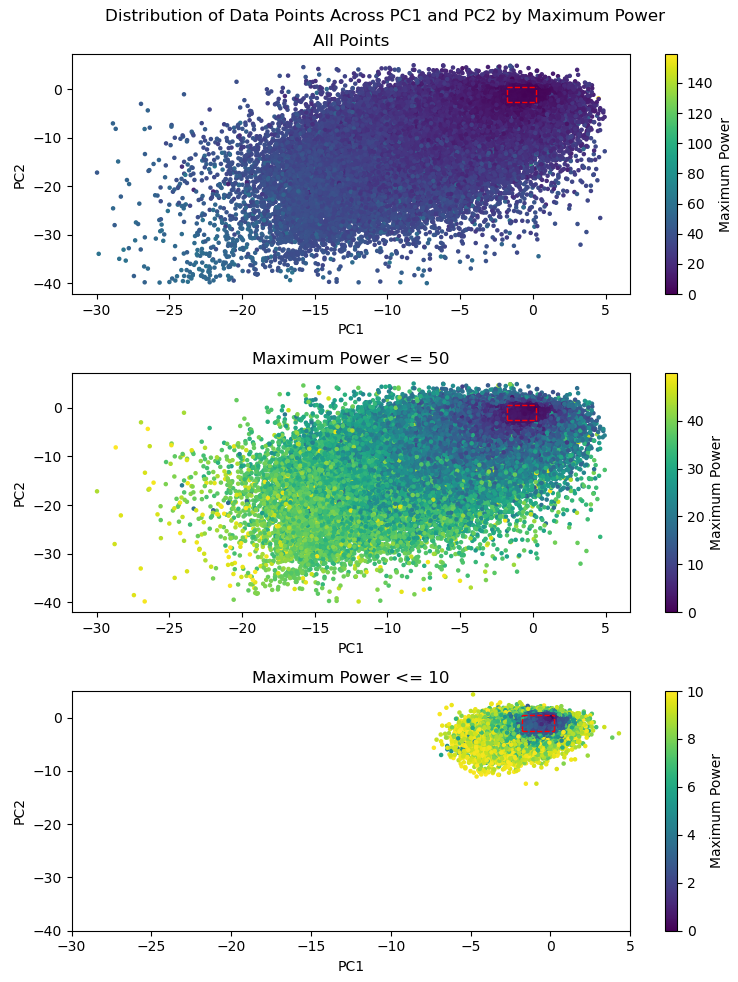 Distribution of Data Points Across PC1 and PC2 by Maximum Power
All Points
0
−10
−20
−30
−40
PC2
−30 −25 −20 −15 −10 −5 0 5
PC1
140
120
100
80
60
40
20
0
Maximum Power
Maximum Power <= 50
0
−10
−20
−30
−40
PC2
−30 −25 −20 −15 −10 −5 0 5
PC1
40
30
20
10
0
Maximum Power
Maximum Power <= 10
0
−10
−20
−30
−40
PC2
−30 −25 −20 −15 −10 −5 0 5
PC1
10
8
6
4
2
0
Maximum Power